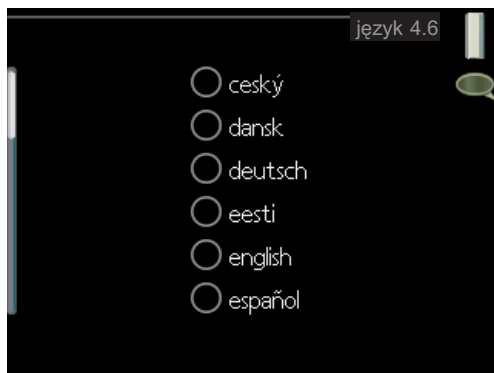 język 4.6
ceský
dansk
deutsch
eesti
english
español